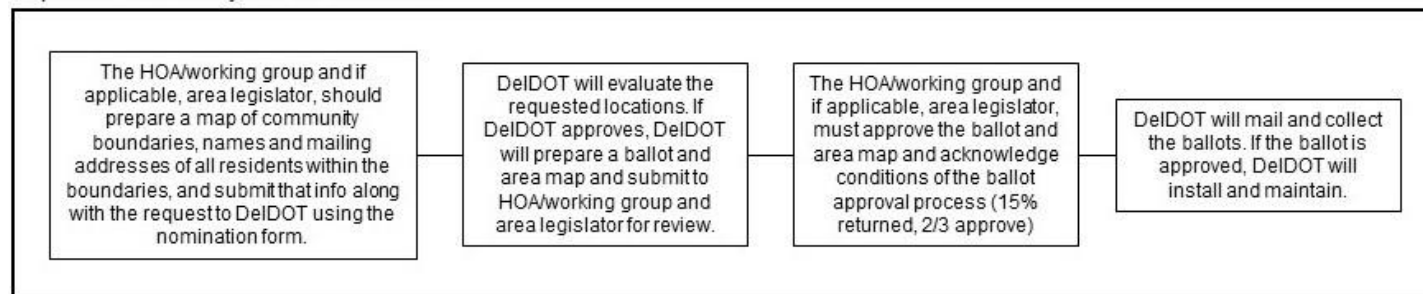 The HOA/working group and if
applicable, area legislator, should
prepare a map of community
boundaries, names and mailing
addresses of all residents within the
boundaries, and submit that info along
with the request to DelDOT using the
nomination form.
DelDOT will evaluate the
requested locations. If
DelDOT approves, DelDOT
will prepare a ballot and
area map and submit to
HOA/working group and
area legislator for review.
The HOA/working group and
if applicable, area legislator,
must approve the ballot and
area map and acknowledge
conditions of the ballot
approval process (15%
returned, 2/3 approve)
DelDOT will mail and collect
the ballots. If the ballot is
approved, DelDOT will
install and maintain.